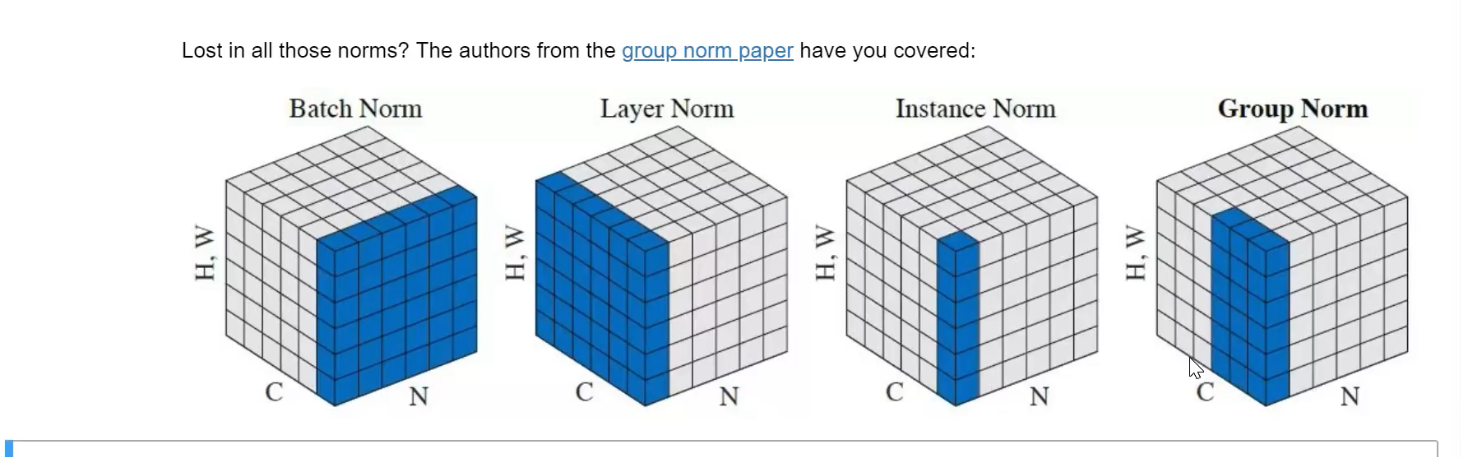 Lost in all those norms? The authors from the group norm paper have you covered:
Batch Norm
Layer Norm
Instance Norm
Group Norm
H, W
C
N
H, W
C
N
H, W
C
N
H, W
C
N